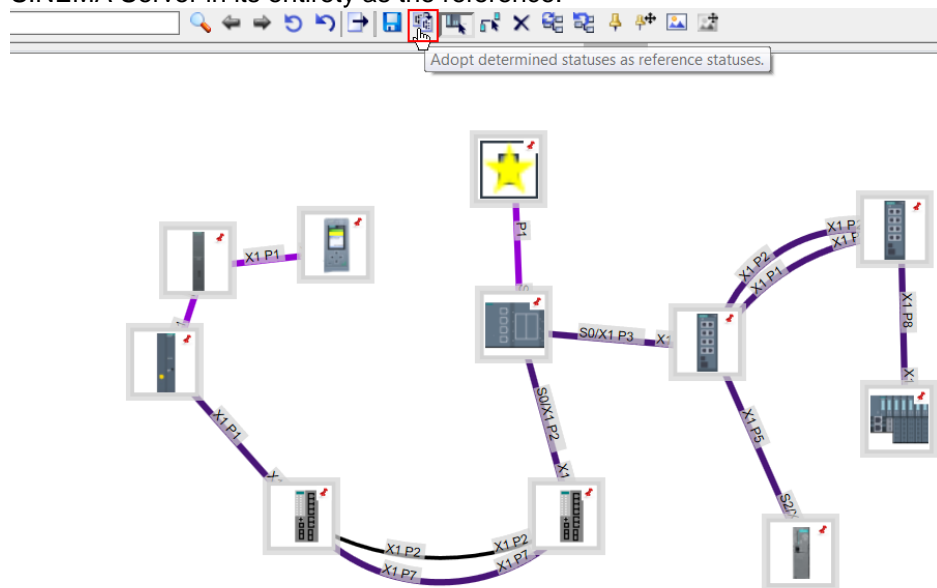 SINEMA Server in its entirety as the reference.
Adopt determined statuses as reference statuses.
P1
X1 P1
X1 P
X1 P2
X1 P1
S0/X1 P3
X1 P8
X1 P1
S0/X1 P2
X1
X1 P5
X1 P2
X1 P2
X1 P7
X1 P7